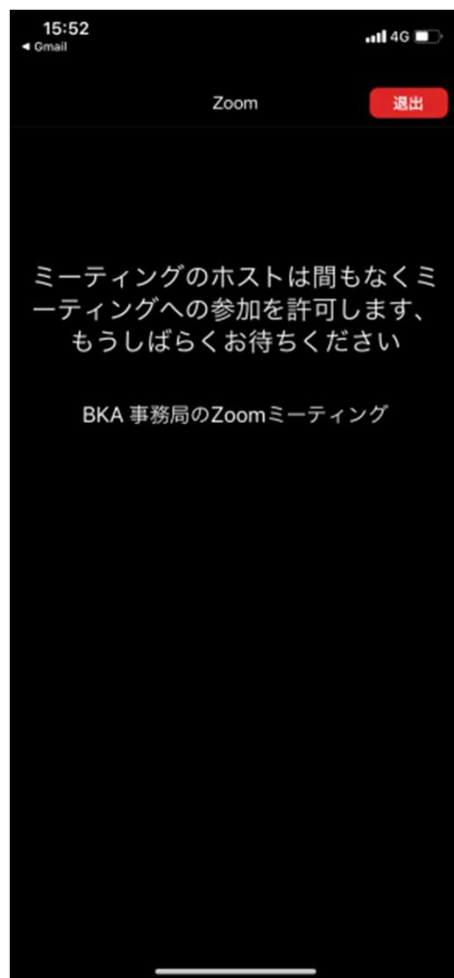 15:52
◀ Gmail
4G
Zoom
退出
ミーティングのホストは間もなくミ
ーティングへの参加を許可します、
もうしばらくお待ちください
BKA 事務局のZoomミーティング